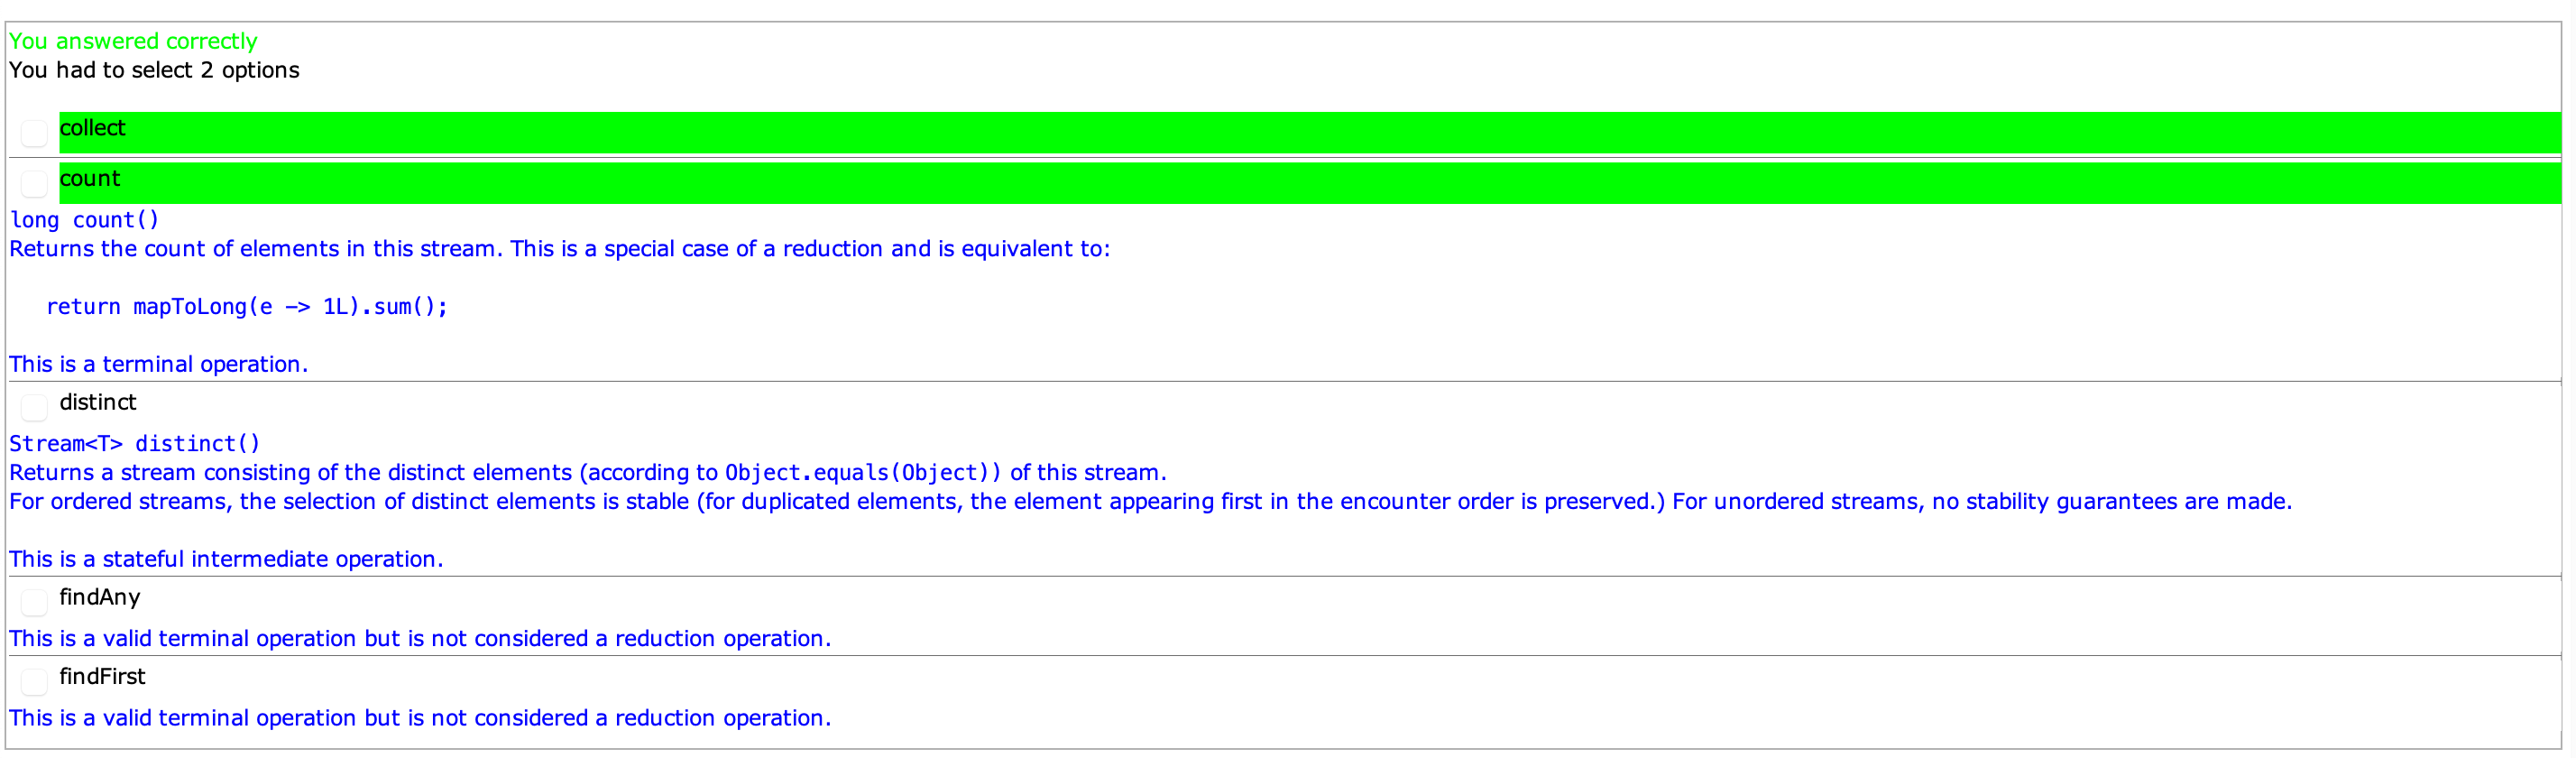 You answered correctly
You had to select 2 options
collect
count
long count()
Returns the count of elements in this stream. This is a special case of a reduction and is equivalent to:
return mapToLong(e -> 1L).sum();
This is a terminal operation.
distinct
Stream<T> distinct()
Returns a stream consisting of the distinct elements (according to Object.equals(Object)) of this stream.
For ordered streams, the selection of distinct elements is stable (for duplicated elements, the element appearing first in the encounter order is preserved.) For unordered streams, no stability guarantees are made.
This is a stateful intermediate operation.
findAny
This is a valid terminal operation but is not considered a reduction operation.
findFirst
This is a valid terminal operation but is not considered a reduction operation.